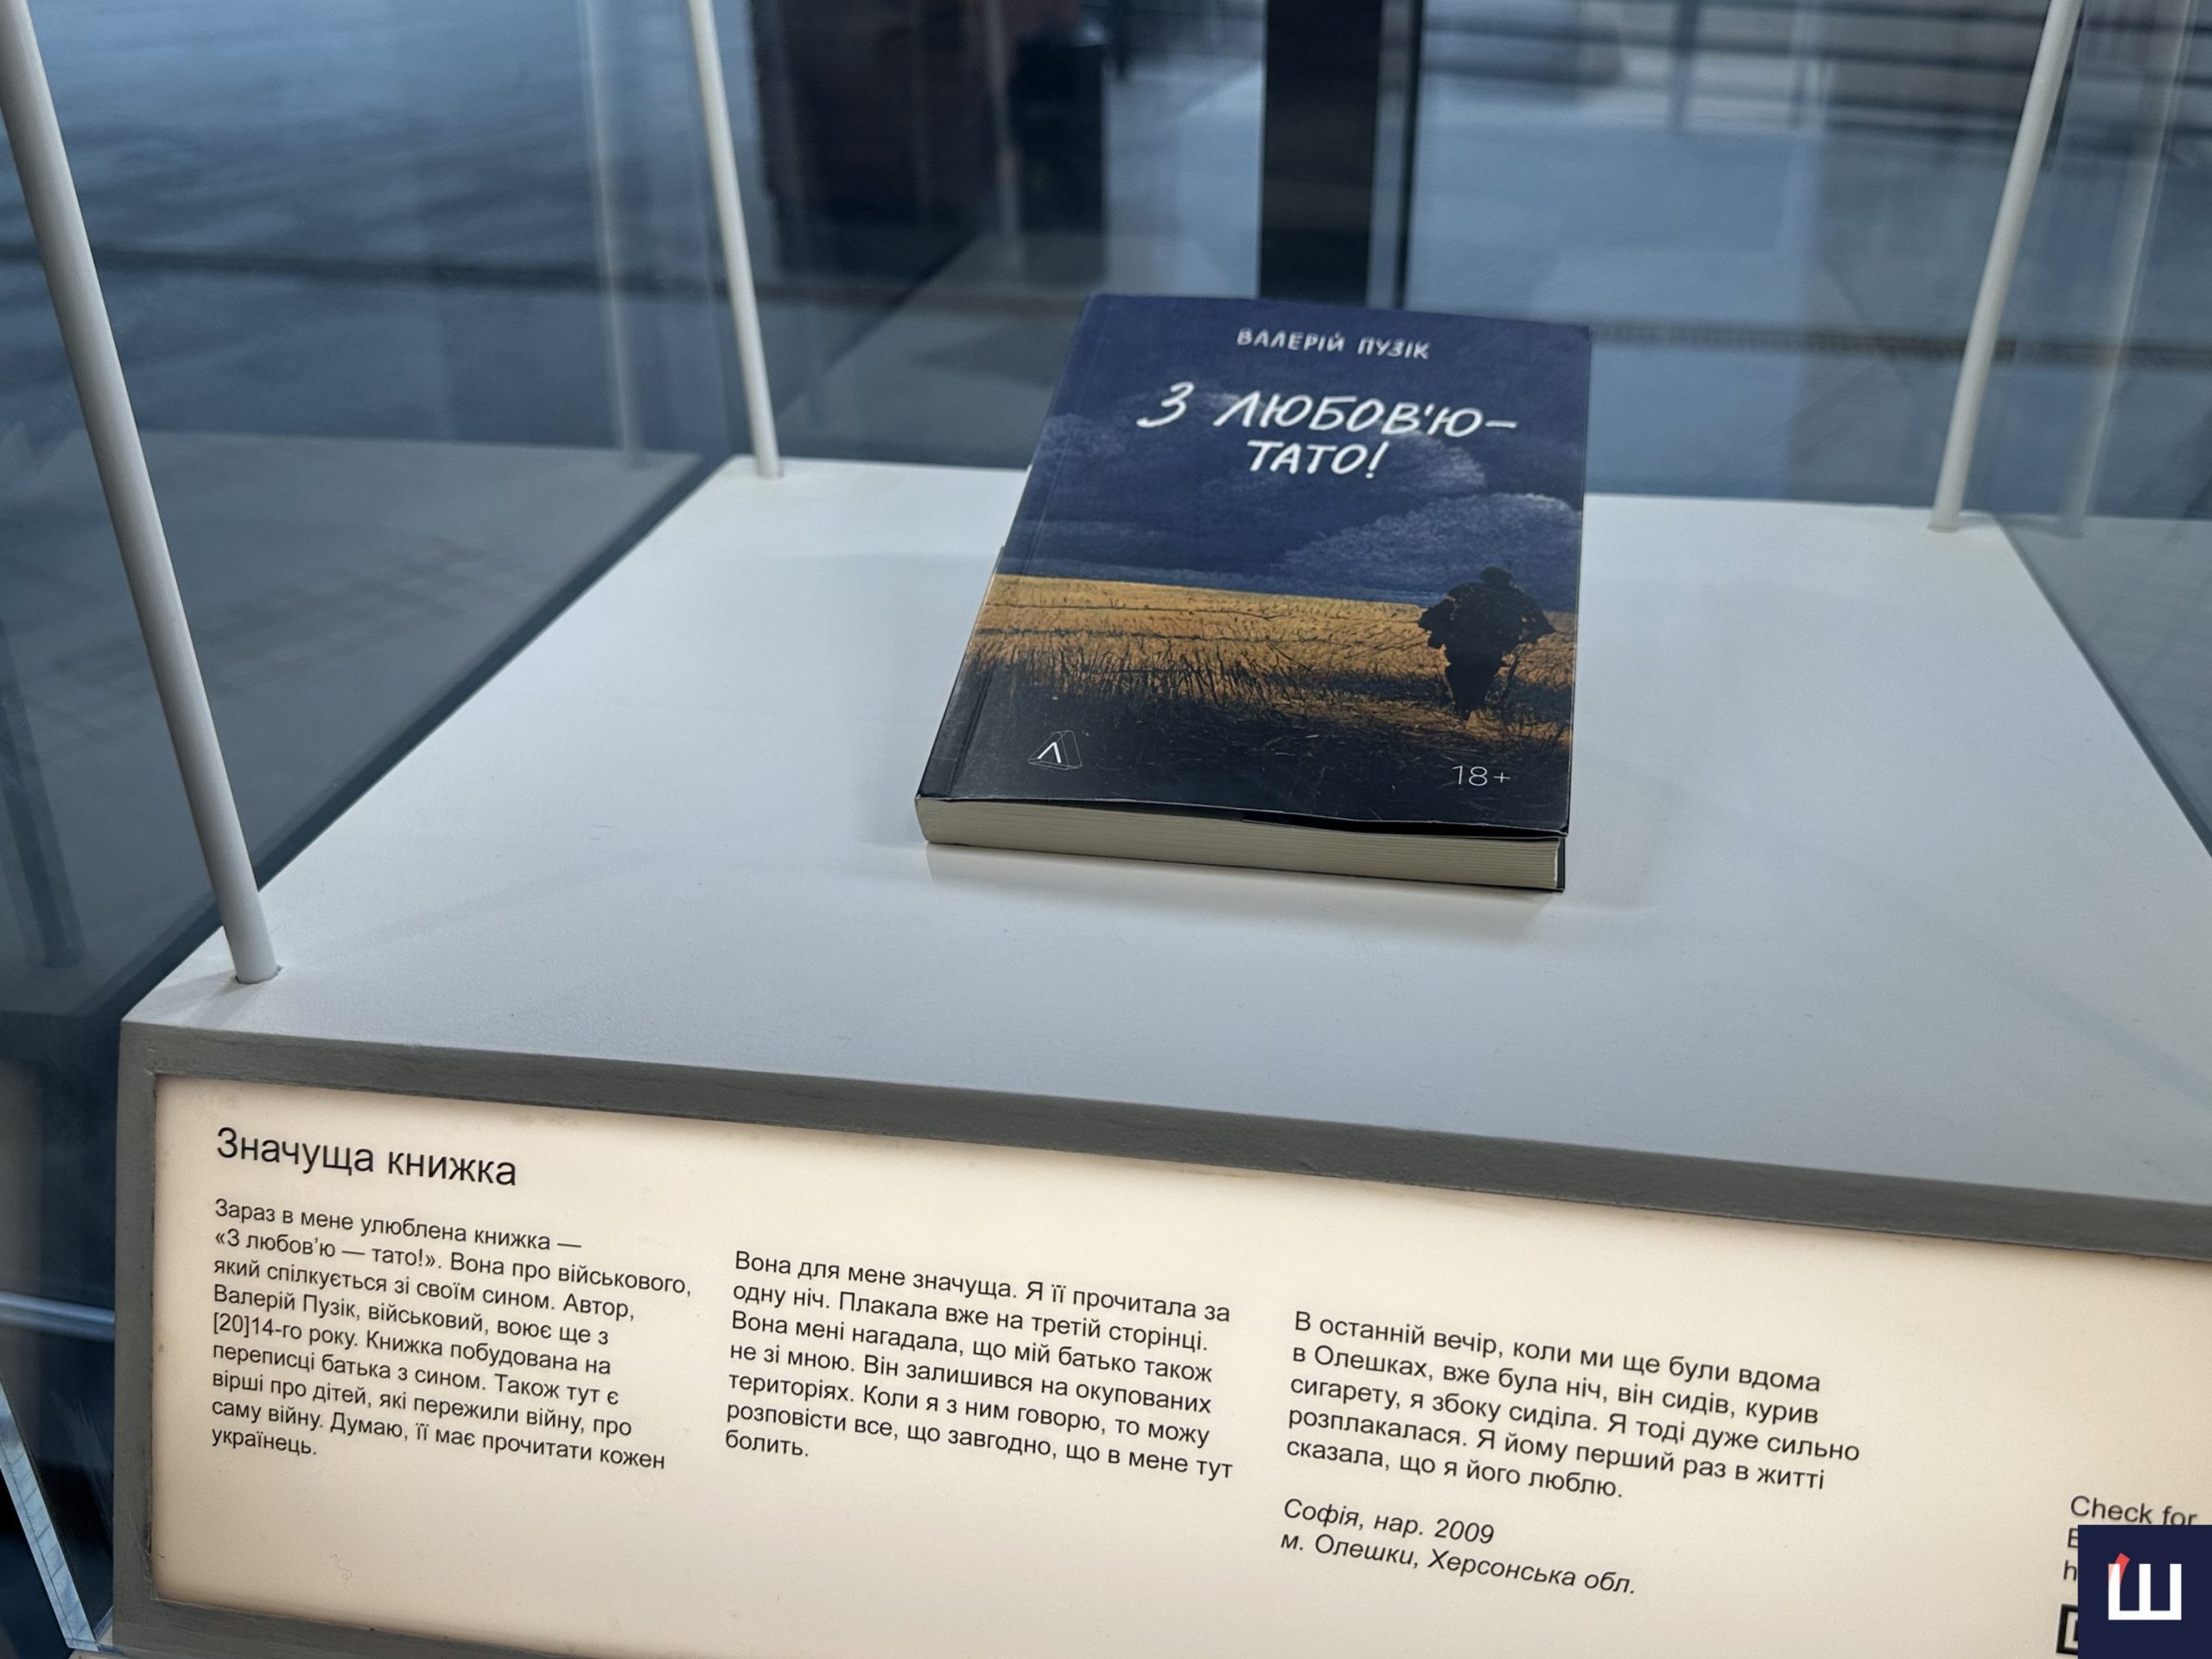 ВАЛЕРІЙ ПУЗІК
З ЛЮБОВ'Ю—
ТАТО!
18+
Значуща книжка
Зараз в мене улюблена книжка —
«З любов’ю — тато!». Вона про військового,
який спілкується зі своїм сином. Автор,
Валерій Пузік, військовий, воює ще з
[20]14-го року. Книжка побудована на
переписці батька з сином. Також тут є
вірші про дітей, які пережили війну, про
саму війну. Думаю, її має прочитати кожен
українець.
Вона для мене значуща. Я її прочитала за
одну ніч. Плакала вже на третій сторінці.
Вона мені нагадала, що мій батько також
не зі мною. Він залишився на окупованих
територіях. Коли я з ним говорю, то можу
розповісти все, що завгодно, що в мене тут
болить.
В останній вечір, коли ми ще були вдома
в Олешках, вже була ніч, він сидів, курив
сигарету, я збоку сиділа. Я тоді дуже сильно
розплакалася. Я йому перший раз в житті
сказала, що я його люблю.
Софія, нар. 2009
м. Олешки, Херсонська обл.
Check for
Ш